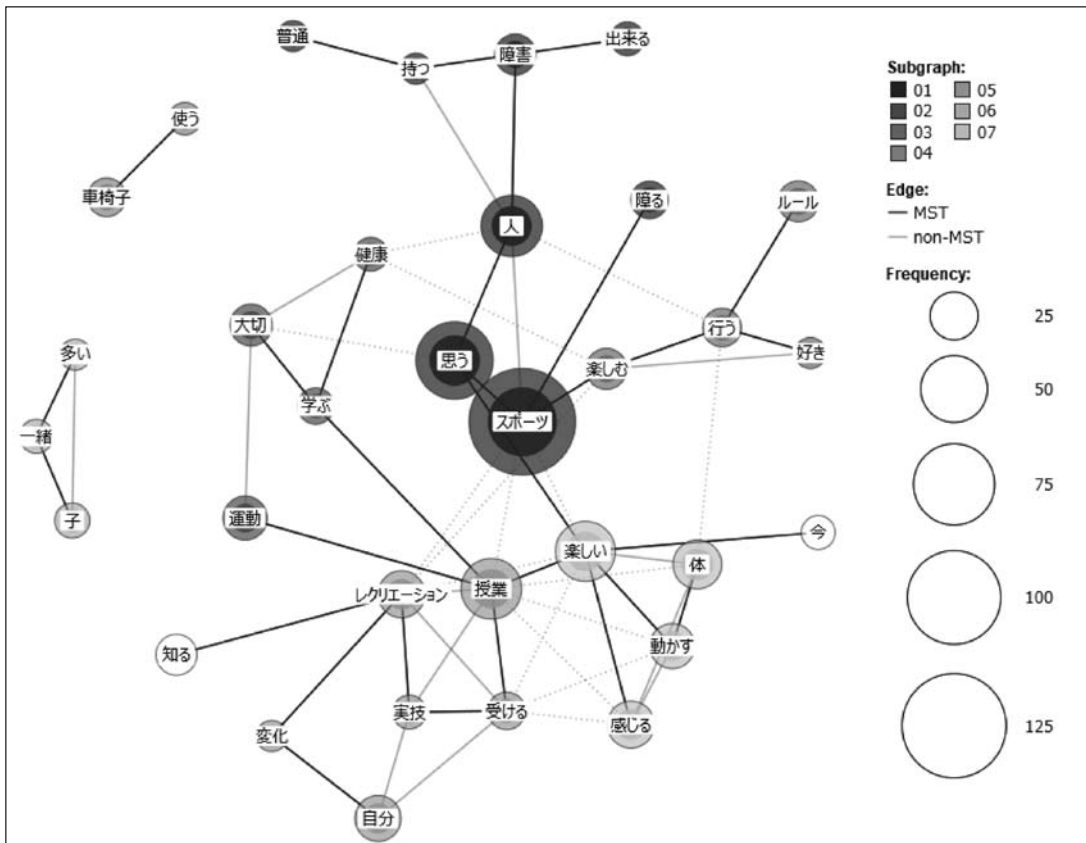 普通
持つ
障害
出来る
使う
車椅子
人
障る
ルール
健康
大切
思う
行う
好き
楽しむ
多い
学ぶ
スポーツ
一緒
子
運動
今
楽しい
体
レクリエーション
授業
動かす
知る
実技
受ける
感じる
変化
自分
Subgraph:
01 05
02 06
03 07
04
Edge:
MST
non-MST
Frequency:
25
50
75
100
125